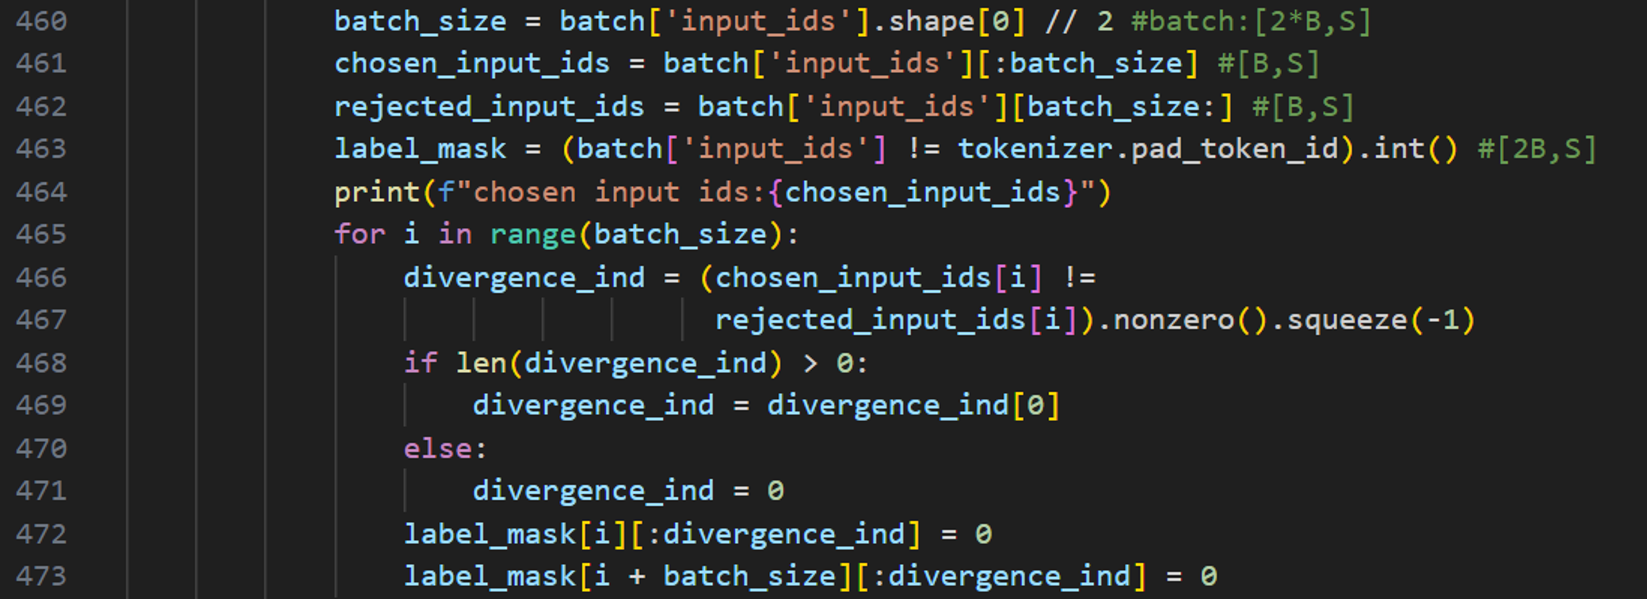 460 batch_size = batch['input_ids'].shape[0] // 2 #batch:[2*B,S]
461 chosen_input_ids = batch['input_ids'][:batch_size] #[B,S]
462 rejected_input_ids = batch['input_ids'][batch_size:] #[B,S]
463 label_mask = (batch['input_ids'] != tokenizer.pad_token_id).int() #[2B,S]
464 print(f"chosen input ids:{chosen_input_ids}")
465 for i in range(batch_size):
466     divergence_ind = (chosen_input_ids[i] !=
467                       rejected_input_ids[i]).nonzero().squeeze(-1)
468     if len(divergence_ind) > 0:
469         divergence_ind = divergence_ind[0]
470     else:
471         divergence_ind = 0
472     label_mask[i][:divergence_ind] = 0
473     label_mask[i + batch_size][:divergence_ind] = 0